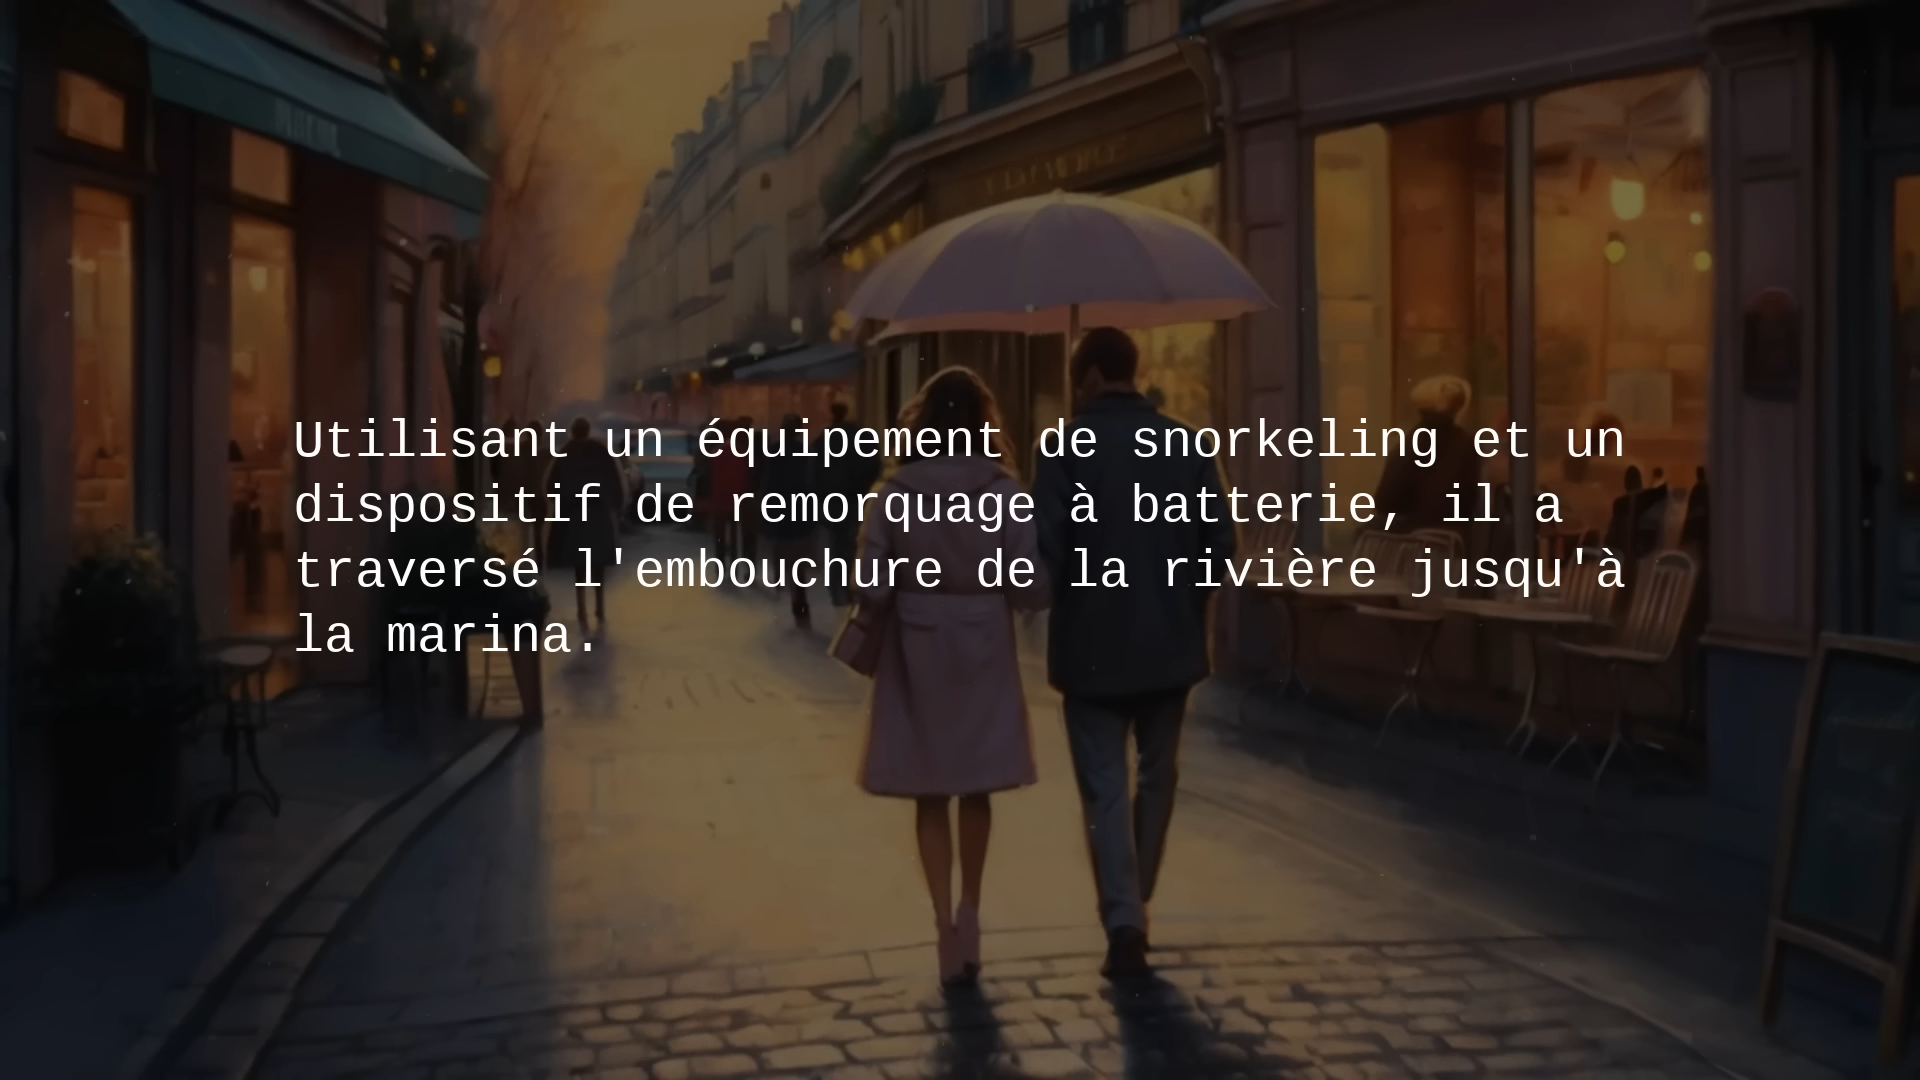 Utilisant un équipement de snorkeling et un
dispositif de remorquage à batterie, il a
traversé l'embouchure de la rivière jusqu'à
la marina.